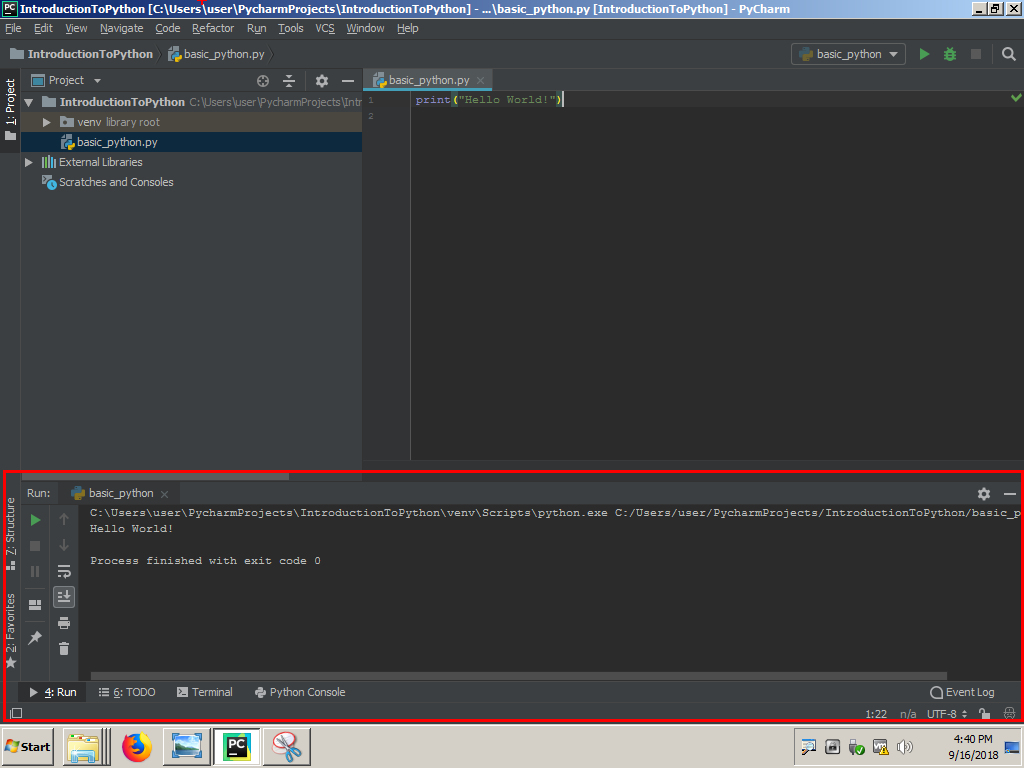 IntroductionToPython [C:\Users\user\PycharmProjects\IntroductionToPython] - ...\basic_python.py [IntroductionToPython] - PyCharm
File Edit View Navigate Code Refactor Run Tools VCS Window Help
IntroductionToPython basic_python.py basic_python
1: Project
Project
basic_python.py
IntroductionToPython C:\Users\user\PycharmProjects\Intr
venv library root
basic_python.py
External Libraries
Scratches and Consoles
1 print("Hello World!")
2
Run: basic_python
C:\Users\user\PycharmProjects\IntroductionToPython\venv\Scripts\python.exe C:/Users/user/PycharmProjects/IntroductionToPython/basic_p
Hello World!
Process finished with exit code 0
7: Structure
2: Favorites
4: Run 6: TODO Terminal Python Console Event Log
1:22 n/a UTF-8
Start
PC
4:40 PM
9/16/2018